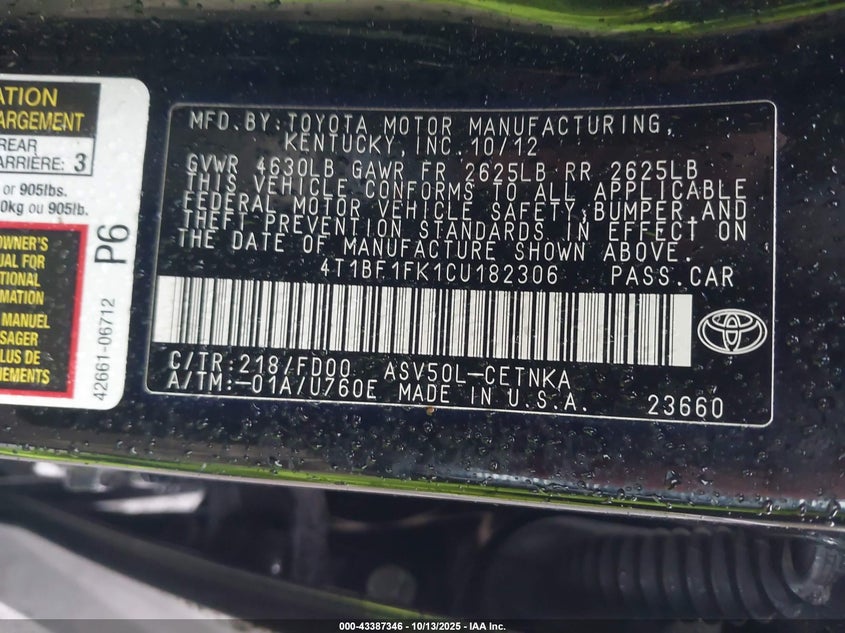 ATION
ARGEMENT
REAR
ARRIÈRE: 3
or 905lbs.
0kg ou 905lb.
OWNER'S
UAL FOR
TIONAL
RMATION
MANUEL
SAGER
LUS DE
EMENTS
P6
42661-06712
MFD.BY:TOYOTA MOTOR MANUFACTURING,
KENTUCKY,INC.10/12
GVWR 4630LB GAWR FR 2625LB RR 2625LB
THIS VEHICLE CONFORMS TO ALL APPLICABLE
FEDERAL MOTOR VEHICLE SAFETY,BUMPER,AND
THEFT PREVENTION STANDARDS IN EFFECT ON
THE DATE OF MANUFACTURE SHOWN ABOVE.
4T1BF1FK1CU182306 PASS.CAR
C/TR:218/FD00 ASV50L-CETNKA
A/TM:-01A/U760E MADE IN U.S.A. 23660
000-43387346 - 10/13/2025 - IAA Inc.